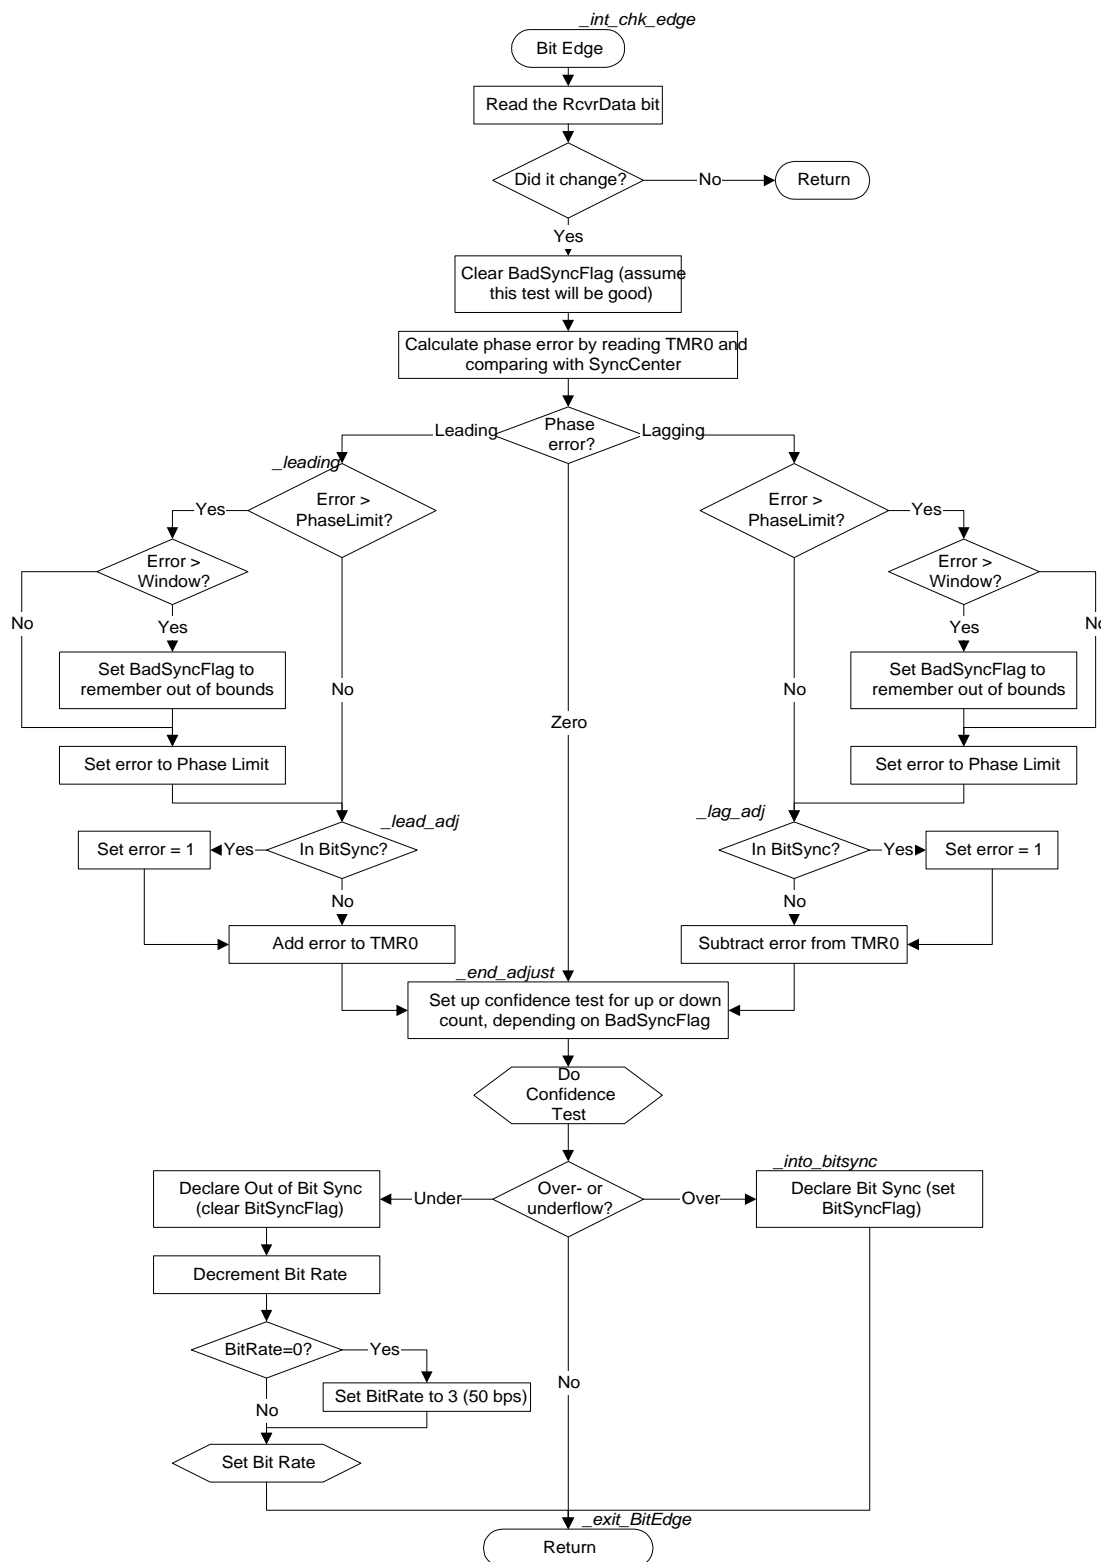 _int_chk_edge
Bit Edge
Read the RcvrData bit
Did it change?
No
Return
Yes
Clear BadSyncFlag (assume
this test will be good)
Calculate phase error by reading TMR0 and
comparing with SyncCenter
Leading
Phase
error?
Lagging
_leading
Error >
PhaseLimit?
Yes
Error >
Window?
No
Yes
Set BadSyncFlag to
remember out of bounds
No
Set error to Phase Limit
Zero
Error >
PhaseLimit?
Yes
Error >
Window?
No
Yes
Set BadSyncFlag to
remember out of bounds
No
Set error to Phase Limit
_lead_adj
In BitSync?
Yes
Set error = 1
No
Add error to TMR0
_lag_adj
In BitSync?
Yes
Set error = 1
No
Subtract error from TMR0
_end_adjust
Set up confidence test for up or down
count, depending on BadSyncFlag
Do
Confidence
Test
Over- or
underflow?
Under
Over
_into_bitsync
Declare Bit Sync (set
BitSyncFlag)
Declare Out of Bit Sync
(clear BitSyncFlag)
Decrement Bit Rate
BitRate=0?
Yes
Set BitRate to 3 (50 bps)
No
No
Set Bit Rate
_exit_BitEdge
Return